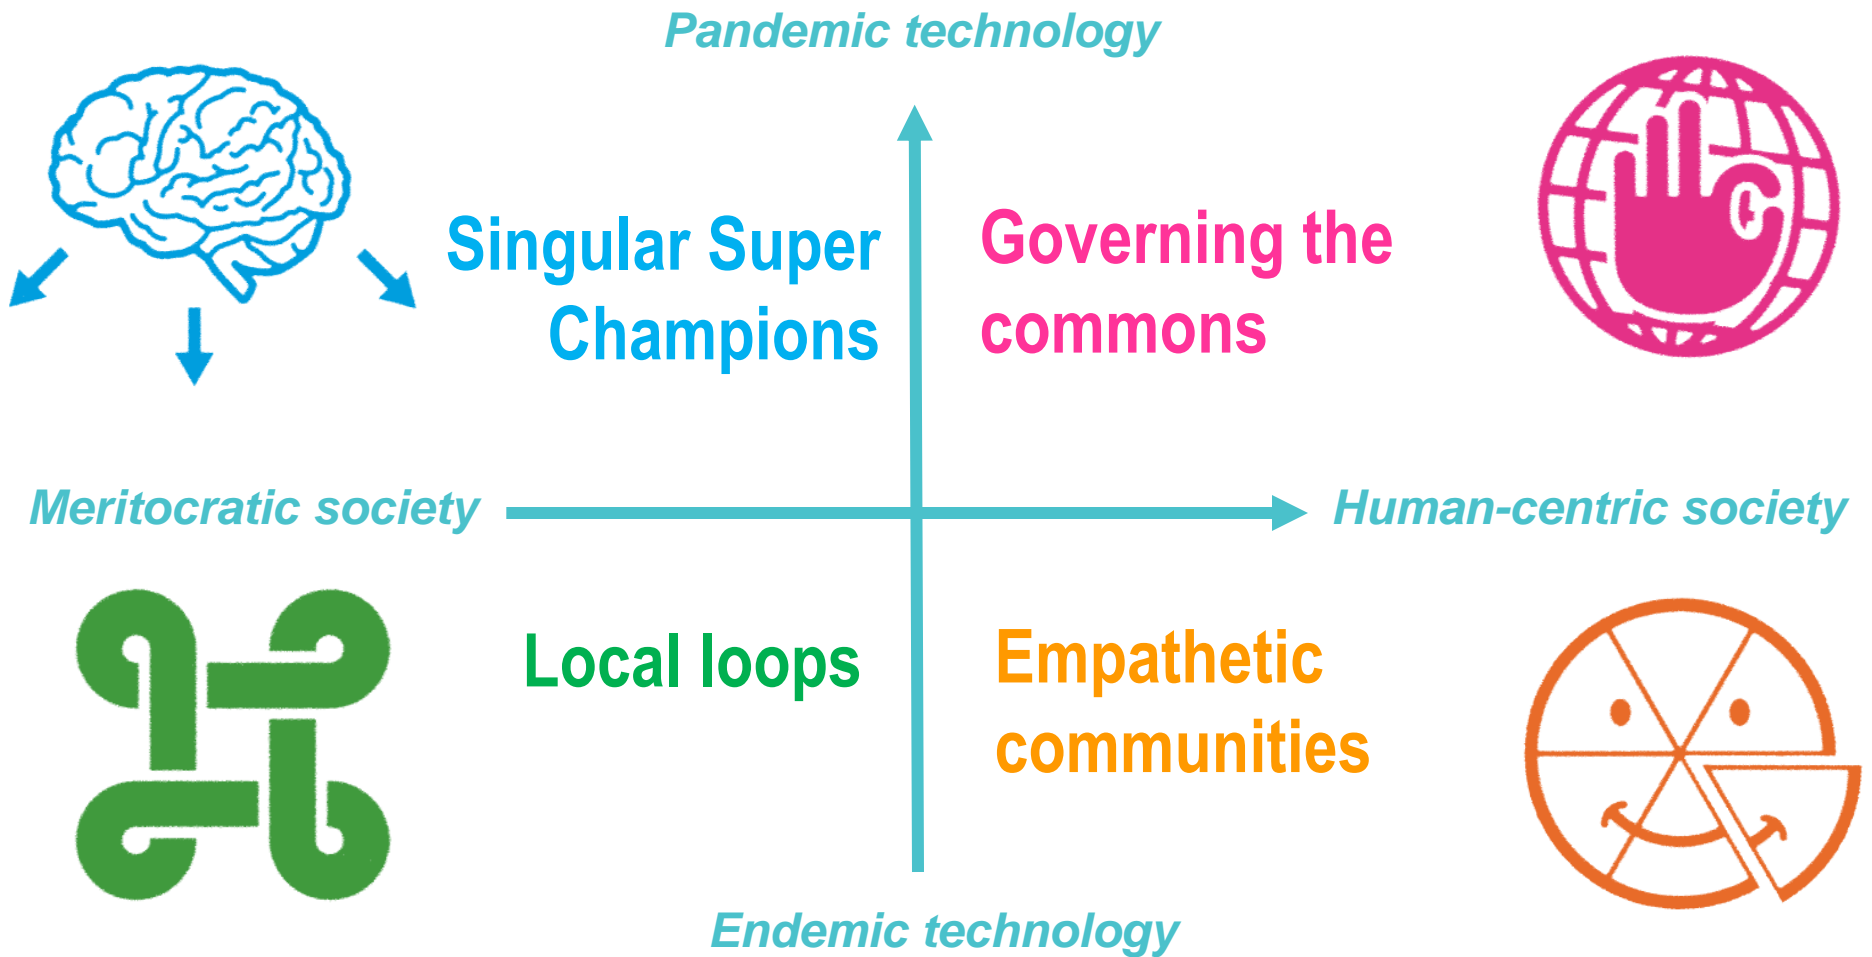 Pandemic technology
Singular Super
Champions
Governing the
commons
Meritocratic society
Human-centric society
Local loops
Empathetic
communities
Endemic technology